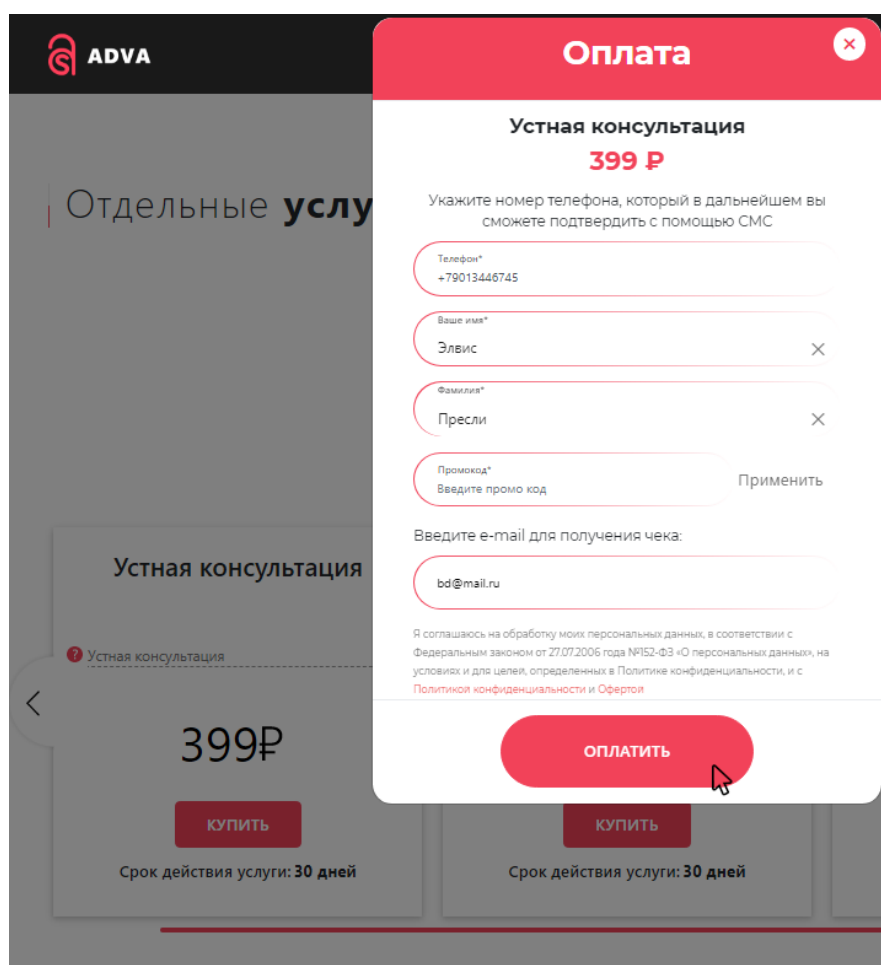 ADVA
Оплата
Устная консультация
399 ₽
Укажите номер телефона, который в дальнейшем вы
сможете подтвердить с помощью СМС
Отдельные услу
Телефон*
+79013446745
Ваше имя*
Элвис
Фамилия*
Пресли
Промокод*
Введите промо код
Применить
Введите e-mail для получения чека:
bd@mail.ru
Я соглашаюсь на обработку моих персональных данных, в соответствии с
Федеральным законом от 27.07.2006 года №152-ФЗ «О персональных данных», на
условиях и для целей, определенных в Политике конфиденциальности, и с
Политикой конфиденциальности и Офертой
ОПЛАТИТЬ
Устная консультация
Устная консультация
399₽
КУПИТЬ
Срок действия услуги: 30 дней
КУПИТЬ
Срок действия услуги: 30 дней